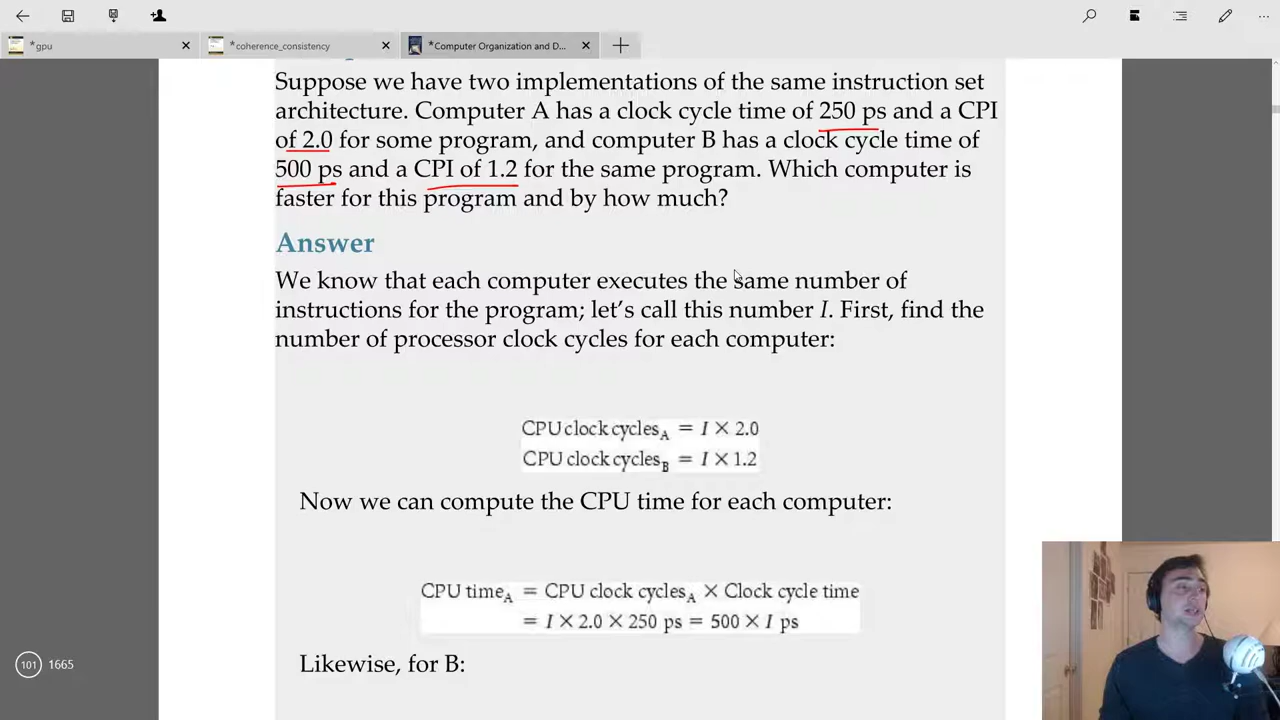 *gpu
*coherence_consistency
*Computer Organization and D...
Suppose we have two implementations of the same instruction set
architecture. Computer A has a clock cycle time of 250 ps and a CPI
of 2.0 for some program, and computer B has a clock cycle time of
500 ps and a CPI of 1.2 for the same program. Which computer is
faster for this program and by how much?
Answer
We know that each computer executes the same number of
instructions for the program; let's call this number I. First, find the
number of processor clock cycles for each computer:
CPU clock cycles_A = I × 2.0
CPU clock cycles_B = I × 1.2
Now we can compute the CPU time for each computer:
CPU time_A = CPU clock cycles_A × Clock cycle time
= I × 2.0 × 250 ps = 500 × I ps
Likewise, for B:
101 1665